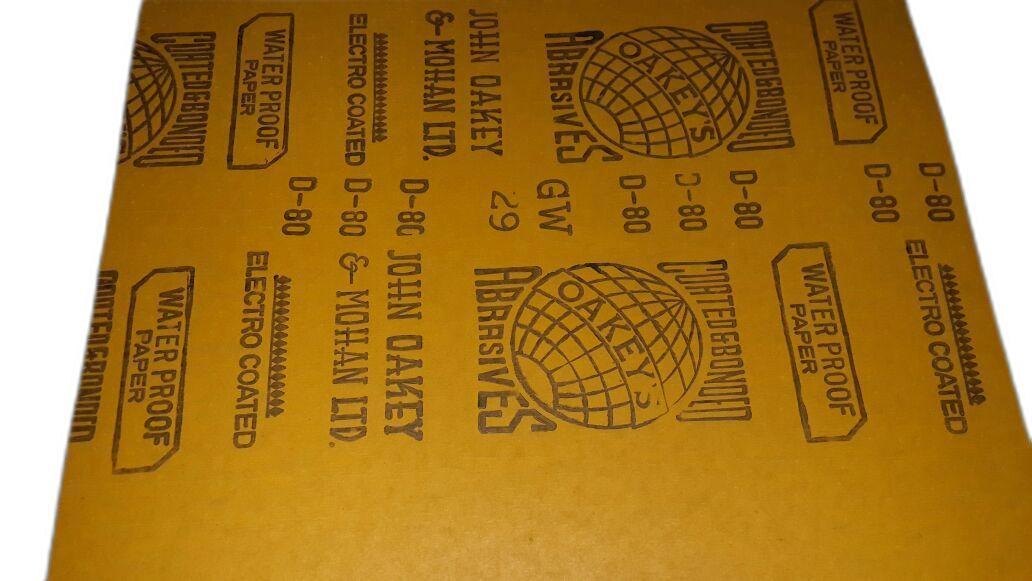 WATER PROOF
PAPER
COATED&BONDED
OAKEY'S
ABRASIVES
JOHN OAKEY
& MOHAN LTD.
ELECTRO COATED
WATER PROOF
PAPER
COATED&BONDED
D-80
D-80
D-80
D-80
D-80
GW
29
D-80
D-80
D-80
ELECTRO COATED
WATER PROOF
PAPER
COATED&BONDED
OAKEY'S
ABRASIVES
JOHN OAKEY
& MOHAN LTD.
ELECTRO COATED
WATER PROOF
PAPER
COATED&BONDED